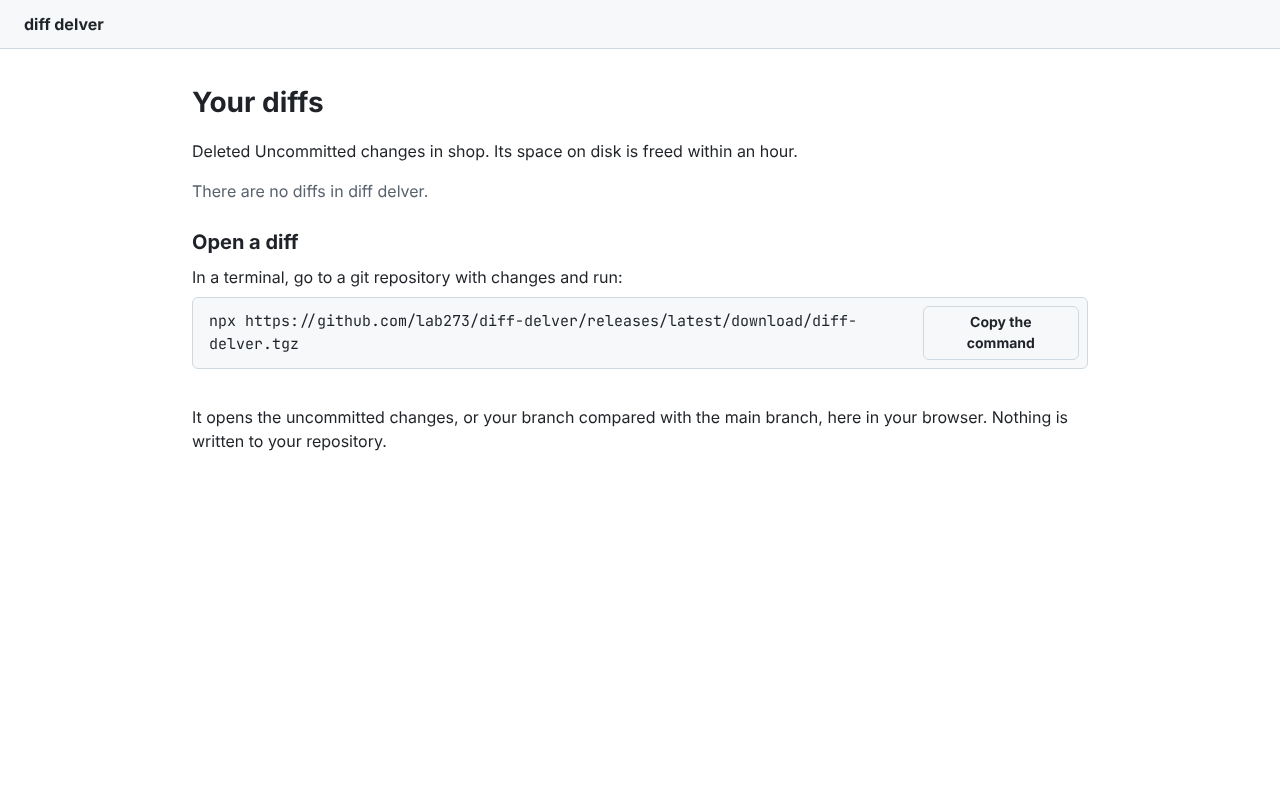 diff delver
Your diffs
Deleted Uncommitted changes in shop. Its space on disk is freed within an hour.
There are no diffs in diff delver.
Open a diff
In a terminal, go to a git repository with changes and run:
npx https://github.com/lab273/diff-delver/releases/latest/download/diff-
delver.tgz
Copy the
command
It opens the uncommitted changes, or your branch compared with the main branch, here in your browser. Nothing is
written to your repository.